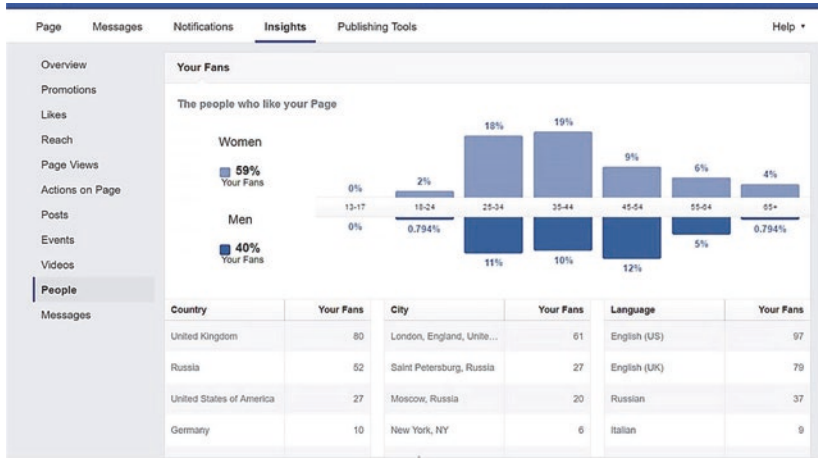 Page Messages Notifications Insights Publishing Tools Help
Overview
Promotions
Likes
Reach
Page Views
Actions on Page
Posts
Events
Videos
People
Messages
Your Fans
The people who like your Page
Women
59%
Your Fans
Men
40%
Your Fans
0% 2% 18% 19% 9% 6% 4%
13-17 18-24 25-34 35-44 45-54 55-64 65+
0% 0.794% 11% 10% 12% 5% 0.794%
Country Your Fans City Your Fans Language Your Fans
United Kingdom 80 London, England, Unite... 61 English (US) 97
Russia 52 Saint Petersburg, Russia 27 English (UK) 79
United States of America 27 Moscow, Russia 20 Russian 37
Germany 10 New York, NY 6 Italian 9